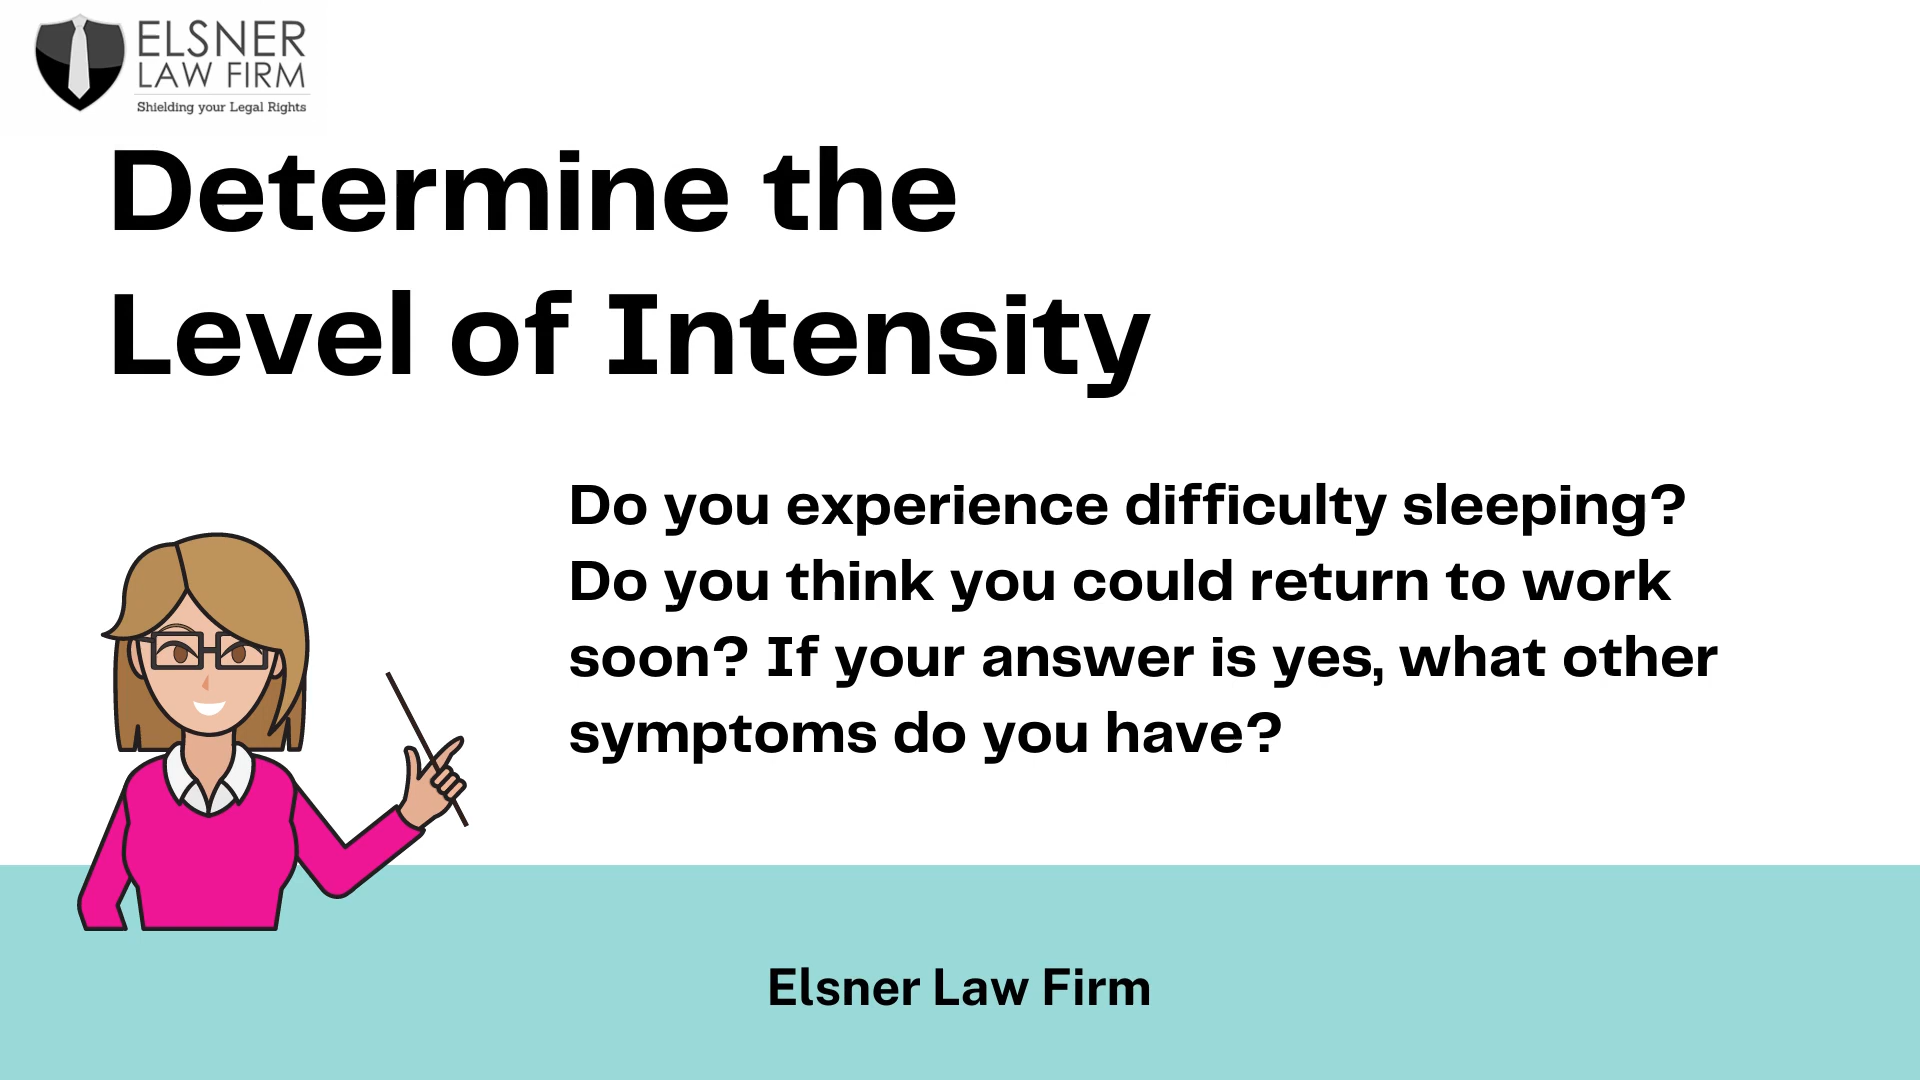 ELSNER
LAW FIRM
Shielding your Legal Rights
Determine the
Level of Intensity
Do you experience difficulty sleeping?
Do you think you could return to work
soon? If your answer is yes, what other
symptoms do you have?
Elsner Law Firm